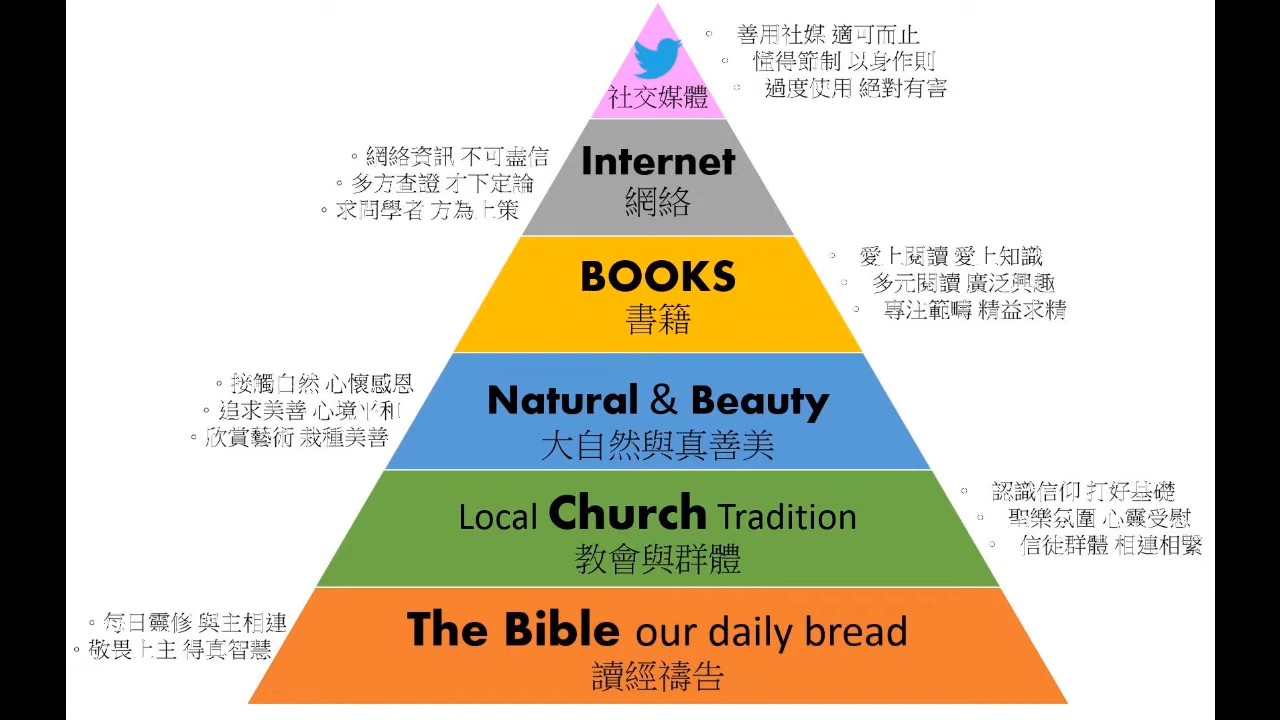 ◦ 善用社媒 適可而止
◦ 懂得節制 以身作則
◦ 過度使用 絕對有害
社交媒體
◦ 網絡資訊 不可盡信
◦ 多方查證 才下定論
◦ 求問學者 方為上策
Internet
網絡
BOOKS
書籍
◦ 愛上閱讀 愛上知識
◦ 多元閱讀 廣泛興趣
◦ 專注範疇 精益求精
◦ 接觸自然 心懷感恩
◦ 追求美善 心境平和
◦ 欣賞藝術 栽種美善
Natural & Beauty
大自然與真善美
Local Church Tradition
教會與群體
◦ 認識信仰 打好基礎
◦ 聖樂氛圍 心靈受慰
◦ 信徒群體 相連相繫
◦ 每日靈修 與主相連
◦ 敬畏上主 得真智慧
The Bible our daily bread
讀經禱告